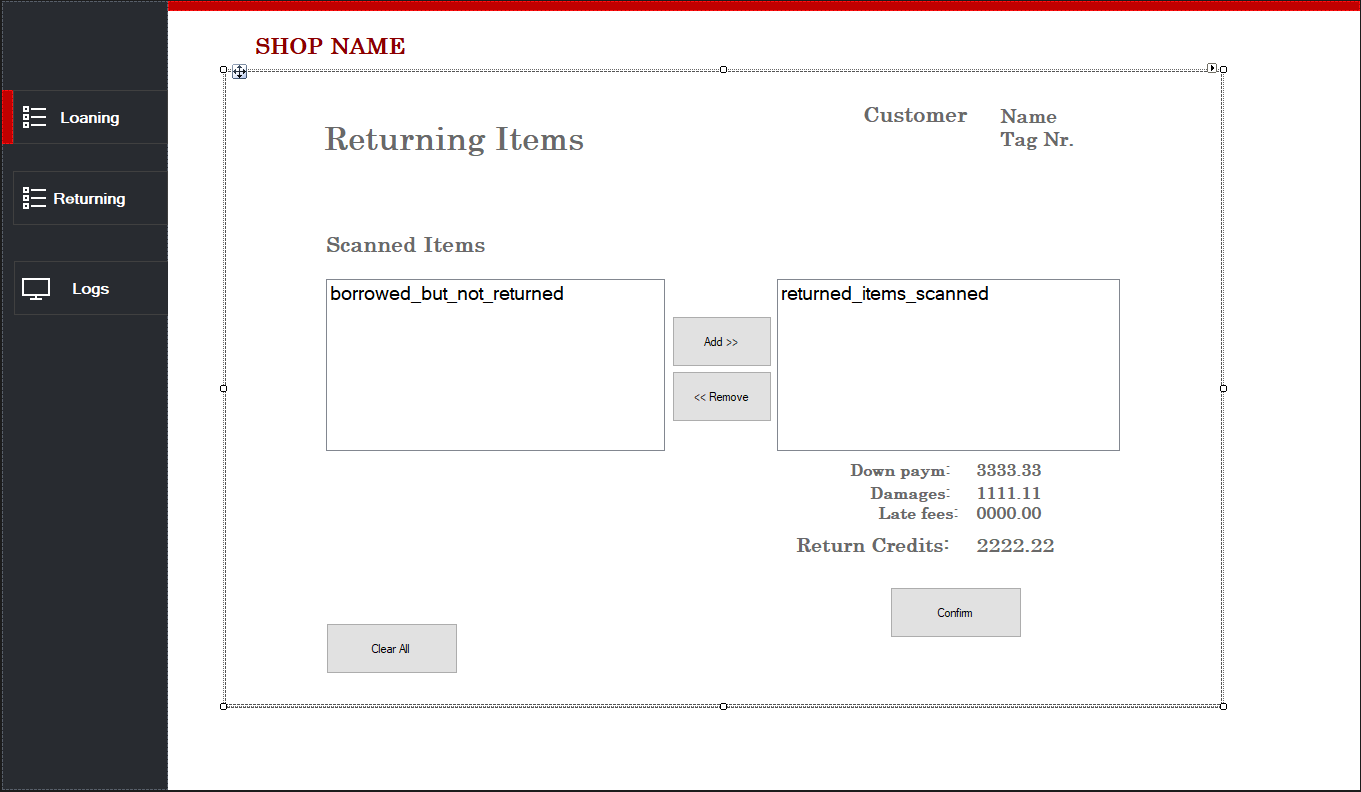 SHOP NAME
Loaning
Returning
Logs
Returning Items
Customer
Name
Tag Nr.
Scanned Items
borrowed_but_not_returned
Add >>
<< Remove
returned_items_scanned
Down paym: 3333.33
Damages: 1111.11
Late fees: 0000.00
Return Credits: 2222.22
Confirm
Clear All